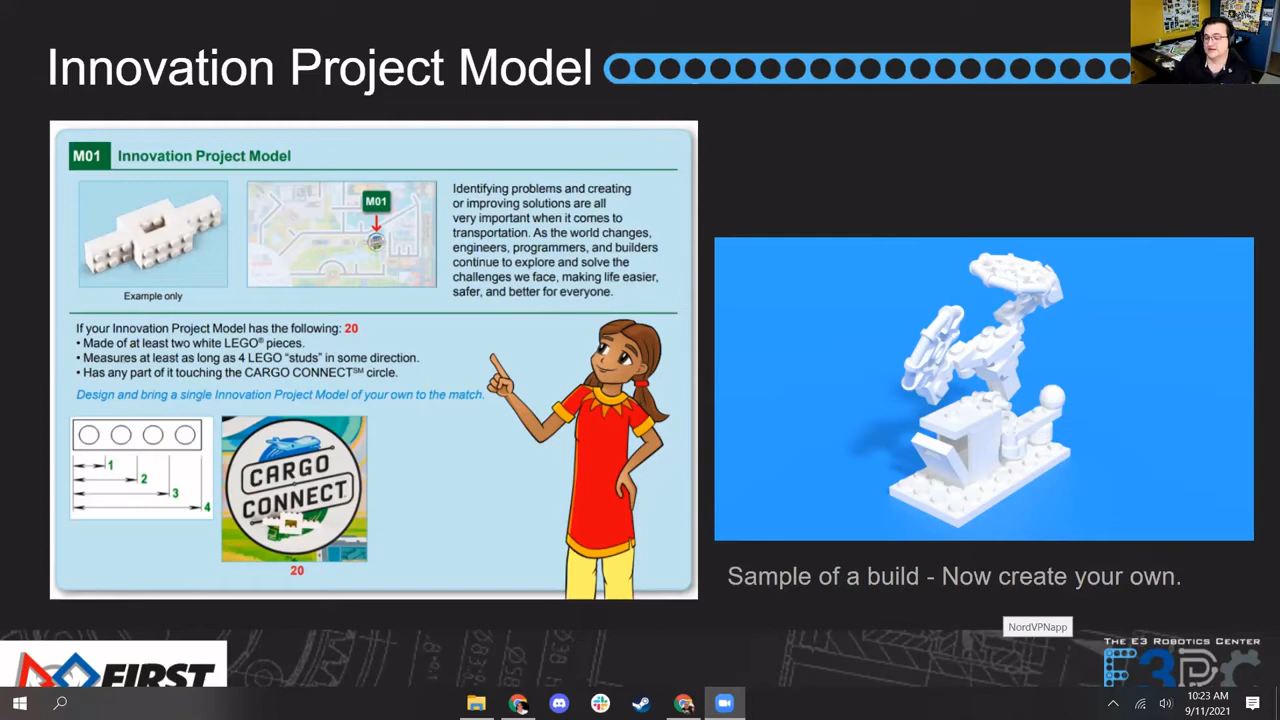 Innovation Project Model
M01 Innovation Project Model
M01
Example only
Identifying problems and creating
or improving solutions are all
very important when it comes to
transportation. As the world changes,
engineers, programmers, and builders
continue to explore and solve the
challenges we face, making life easier,
safer, and better for everyone.
If your Innovation Project Model has the following: 20
• Made of at least two white LEGO® pieces.
• Measures at least as long as 4 LEGO “studs” in some direction.
• Has any part of it touching the CARGO CONNECT℠ circle.
Design and bring a single Innovation Project Model of your own to the match.
1
2
3
4
CARGO
CONNECT
20
Sample of a build - Now create your own.
NordVPNapp
FIRST
THE E3 ROBOTICS CENTER
E3
10:23 AM
9/11/2021